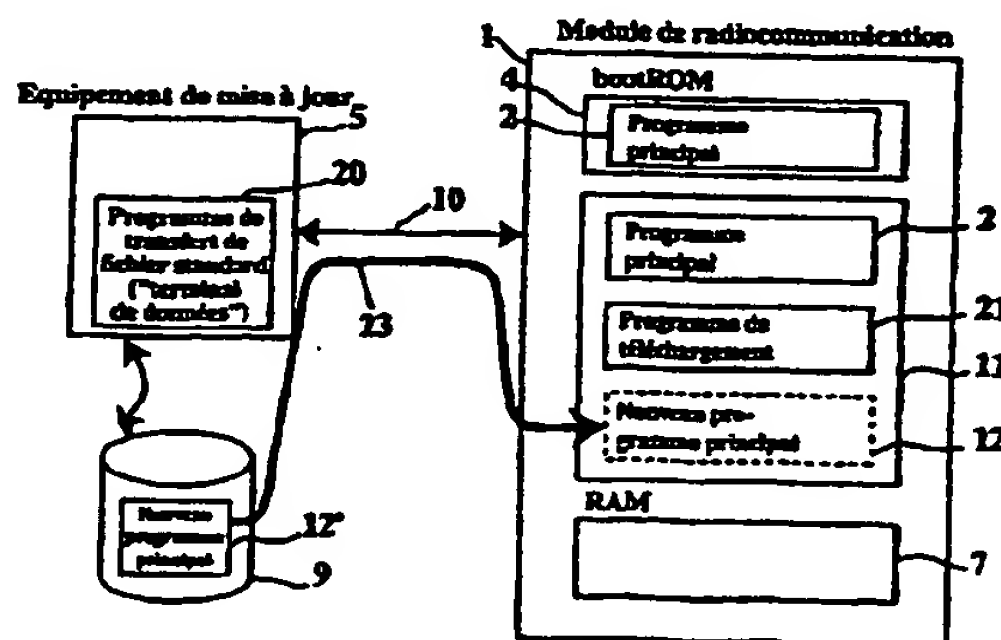 Module de radiocommunication
1
bootROM
4
2
Programme
principal
Equipement de mise à jour
5
20
Programme de
transfert de
fichier standard
("terminal
de données")
10
23
2
Programme
principal
21
Programme de
téléchargement
11
Nouveau pro-
gramme principal
12
RAM
7
Nouveau
programme
principal
12'
9